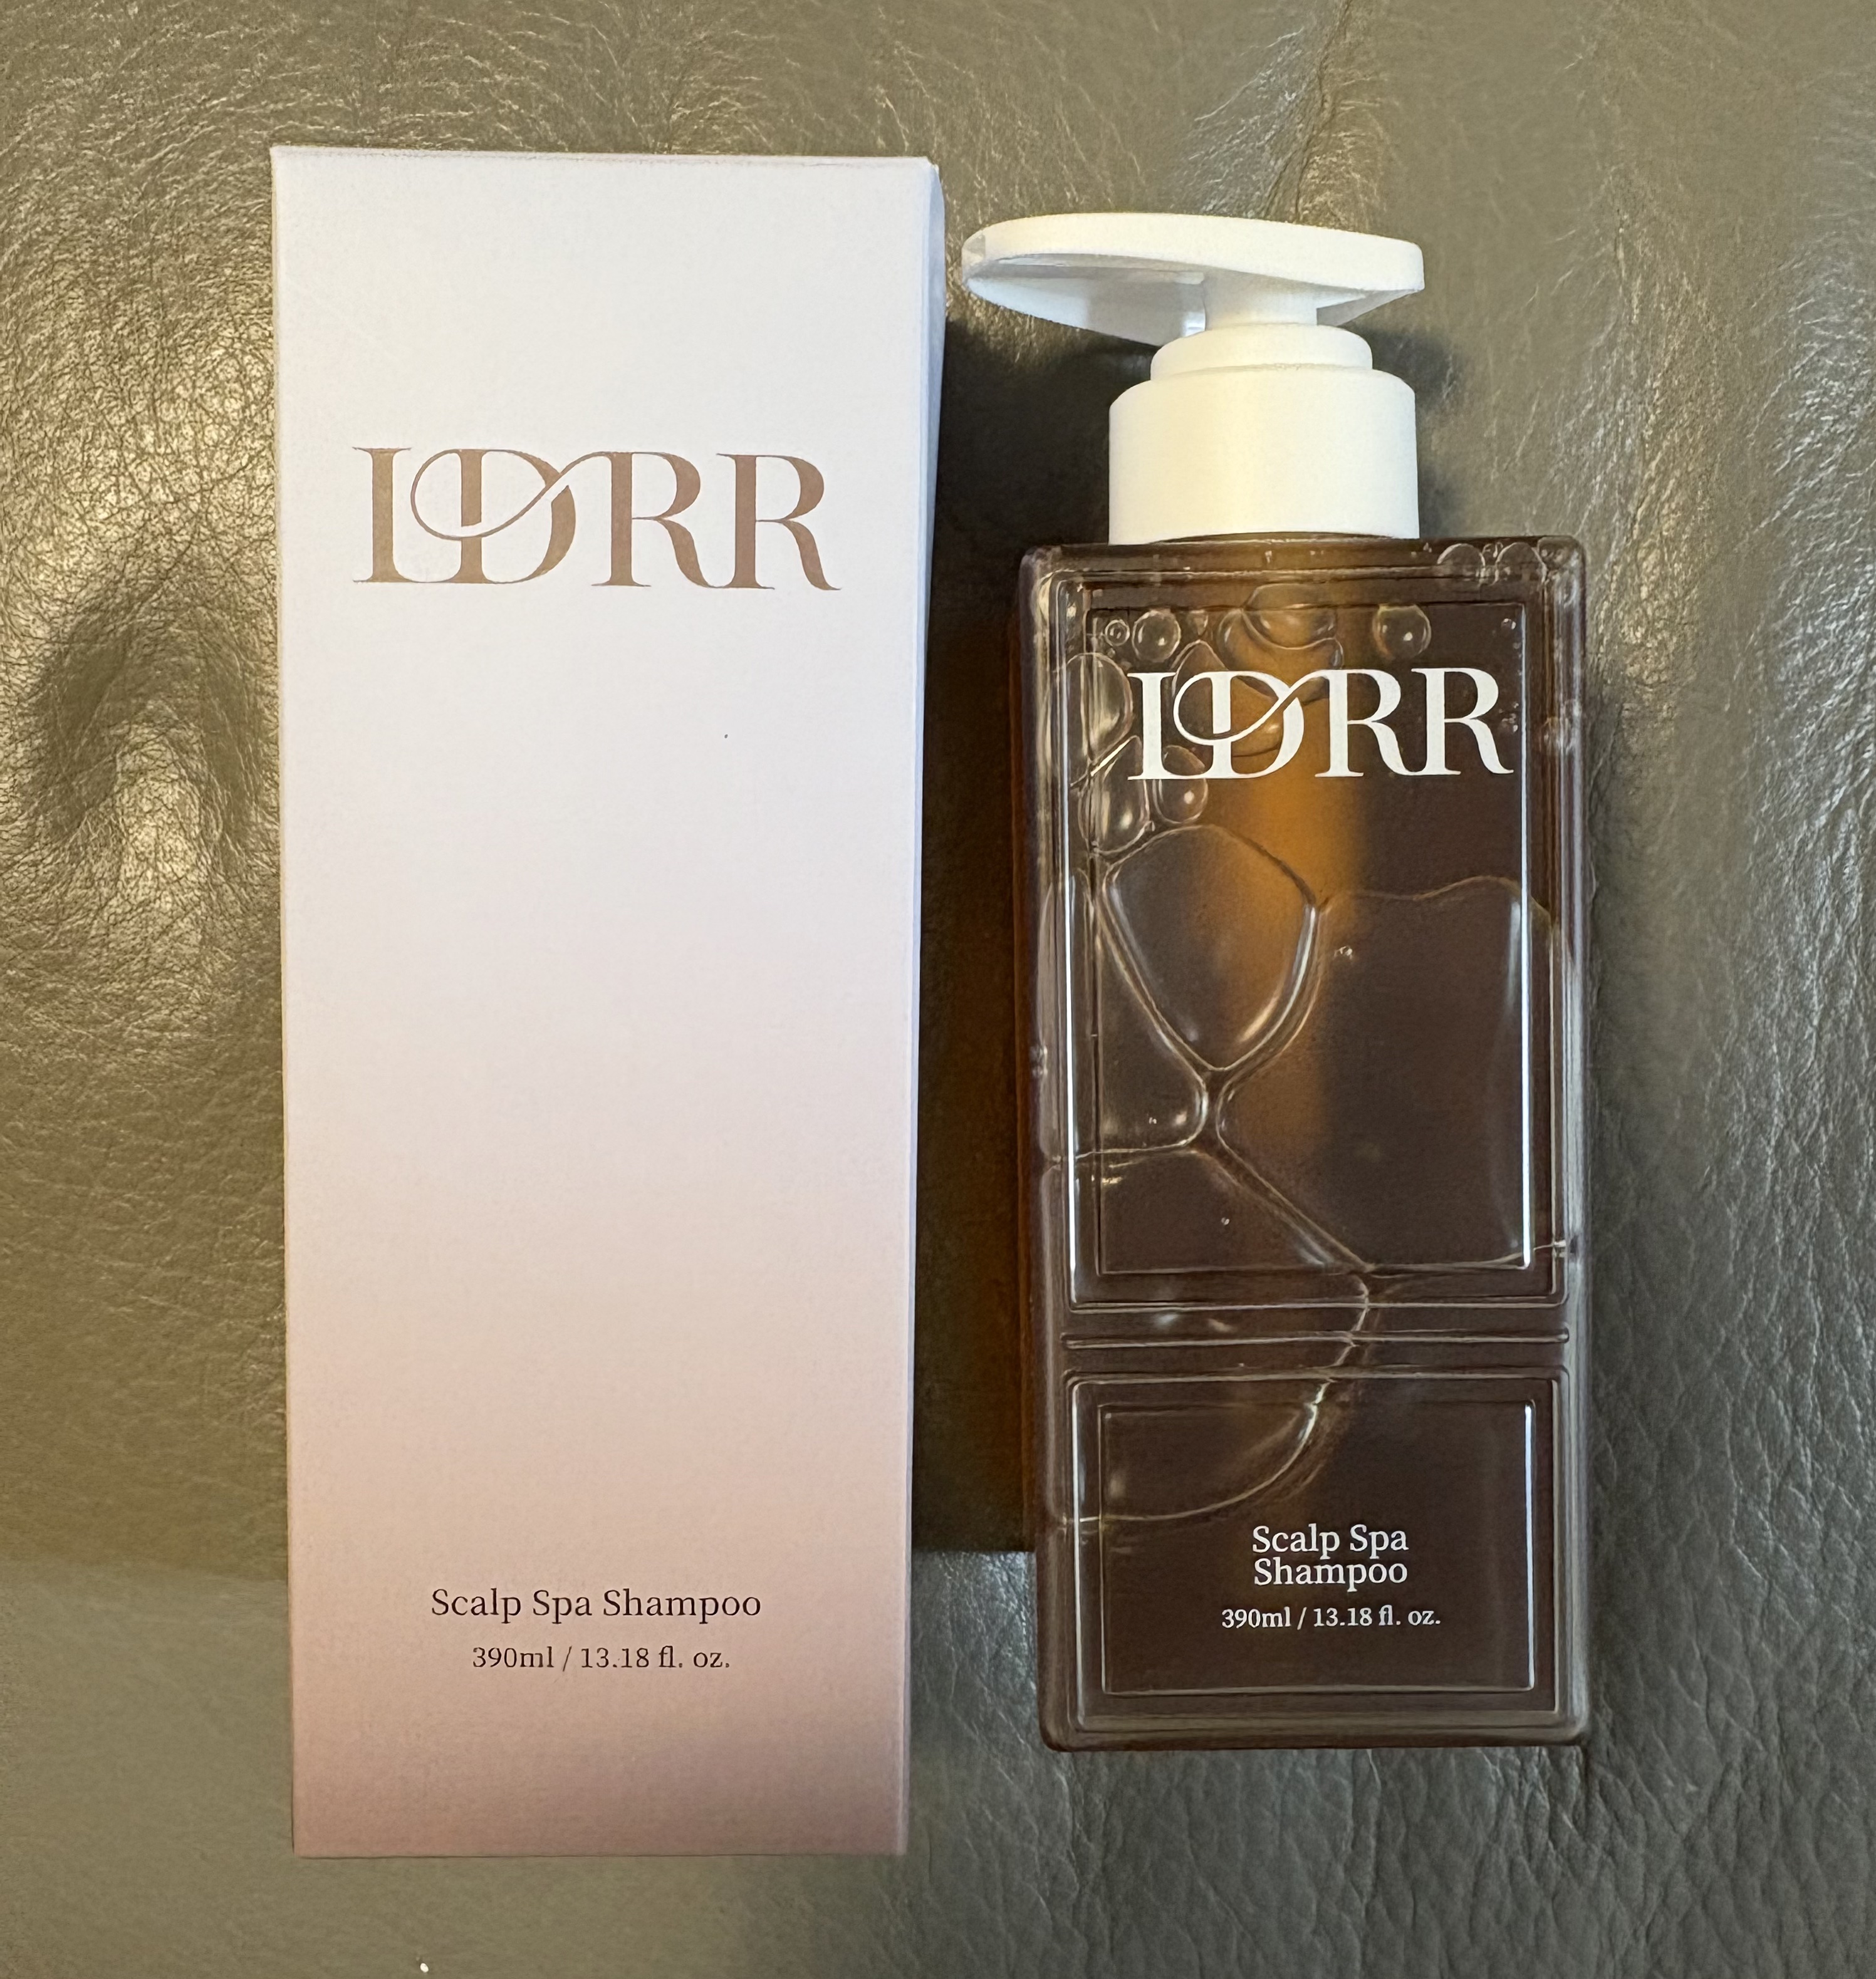 LDRR
Scalp Spa Shampoo
390ml / 13.18 fl. oz.
LDRR
Scalp Spa
Shampoo
390ml / 13.18 fl. oz.